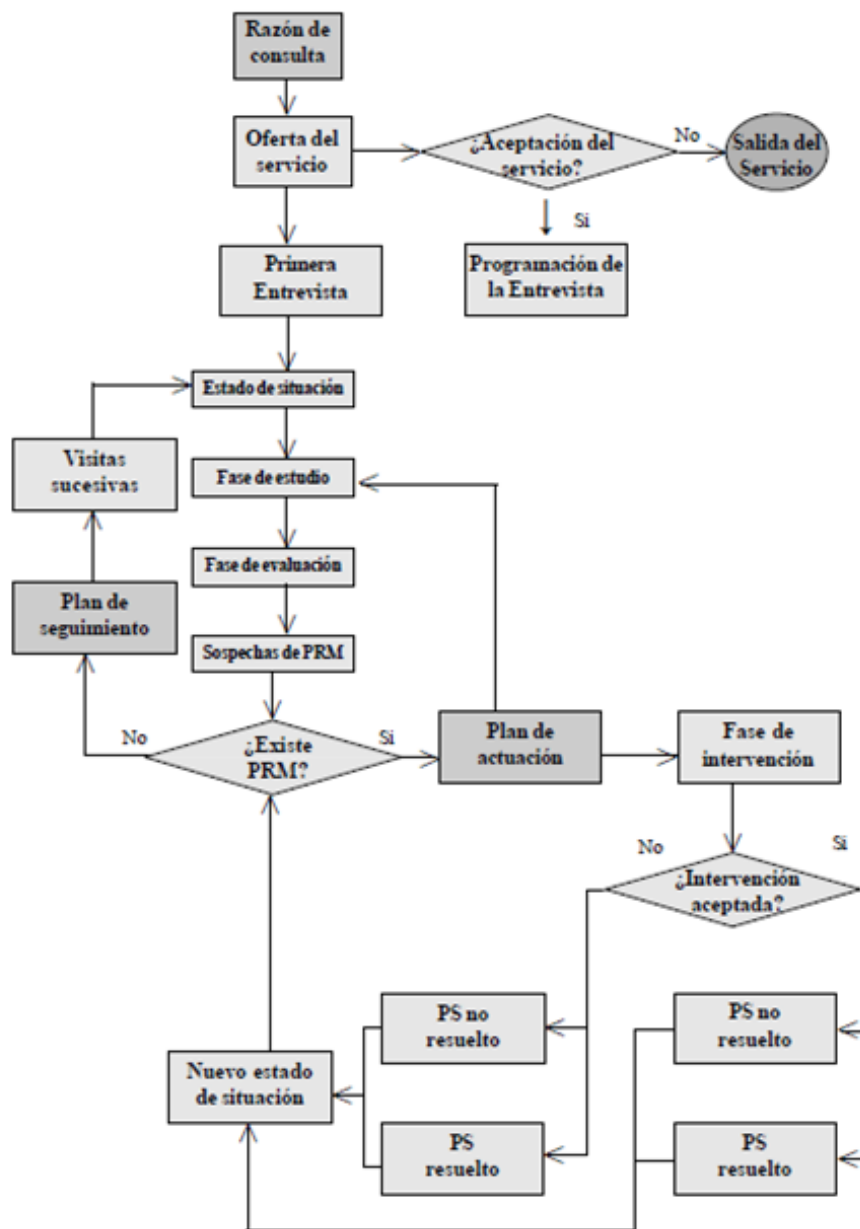 Razón de
consulta
Oferta del
servicio
¿Aceptación del
servicio?
No
Salida del
Servicio
Si
Primera
Entrevista
Programación de
la Entrevista
Estado de situación
Visitas
sucesivas
Fase de estudio
Fase de evaluación
Plan de
seguimiento
Sospechas de PRM
No
¿Existe
PRM?
Si
Plan de
actuación
Fase de
intervención
No
Si
¿Intervención
aceptada?
PS no
resuelto
PS no
resuelto
Nuevo estado
de situación
PS
resuelto
PS
resuelto